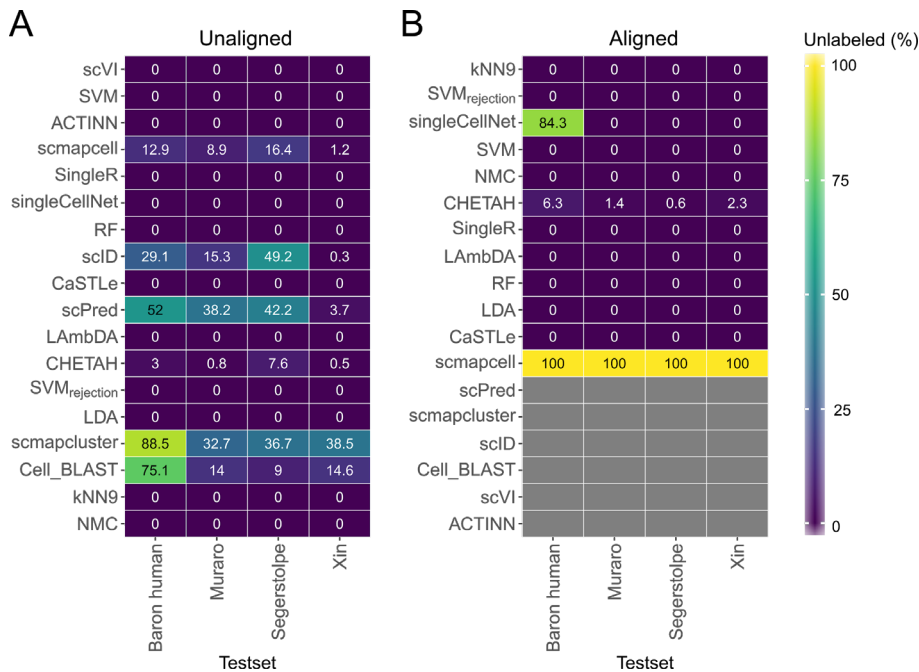 A
Unaligned
scVI 0 0 0 0
SVM 0 0 0 0
ACTINN 0 0 0 0
scmapcell 12.9 8.9 16.4 1.2
SingleR 0 0 0 0
singleCellNet 0 0 0 0
RF 0 0 0 0
scID 29.1 15.3 49.2 0.3
CaSTLe 0 0 0 0
scPred 52 38.2 42.2 3.7
LAmbDA 0 0 0 0
CHETAH 3 0.8 7.6 0.5
SVMrejection 0 0 0 0
LDA 0 0 0 0
scmapcluster 88.5 32.7 36.7 38.5
Cell_BLAST 75.1 14 9 14.6
kNN9 0 0 0 0
NMC 0 0 0 0
Baron human
Muraro
Segerstolpe
Xin
Testset
B
Aligned
kNN9 0 0 0 0
SVMrejection 0 0 0 0
singleCellNet 84.3 0 0 0
SVM 0 0 0 0
NMC 0 0 0 0
CHETAH 6.3 1.4 0.6 2.3
SingleR 0 0 0 0
LAmbDA 0 0 0 0
RF 0 0 0 0
LDA 0 0 0 0
CaSTLe 0 0 0 0
scmapcell 100 100 100 100
scPred
scmapcluster
scID
Cell_BLAST
scVI
ACTINN
Baron human
Muraro
Segerstolpe
Xin
Testset
Unlabeled (%)
100
75
50
25
0